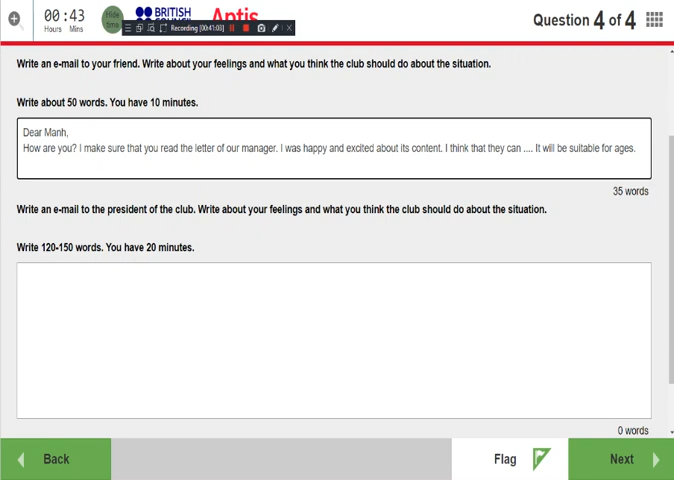 00:43
Hours Mins
Hide time
BRITISH
COUNCIL
Aptis
Recording [00:41:03]
Question 4 of 4
Write an e-mail to your friend. Write about your feelings and what you think the club should do about the situation.
Write about 50 words. You have 10 minutes.
Dear Manh,
How are you? I make sure that you read the letter of our manager. I was happy and excited about its content. I think that they can .... It will be suitable for ages.
35 words
Write an e-mail to the president of the club. Write about your feelings and what you think the club should do about the situation.
Write 120-150 words. You have 20 minutes.
0 words
Back
Flag
Next